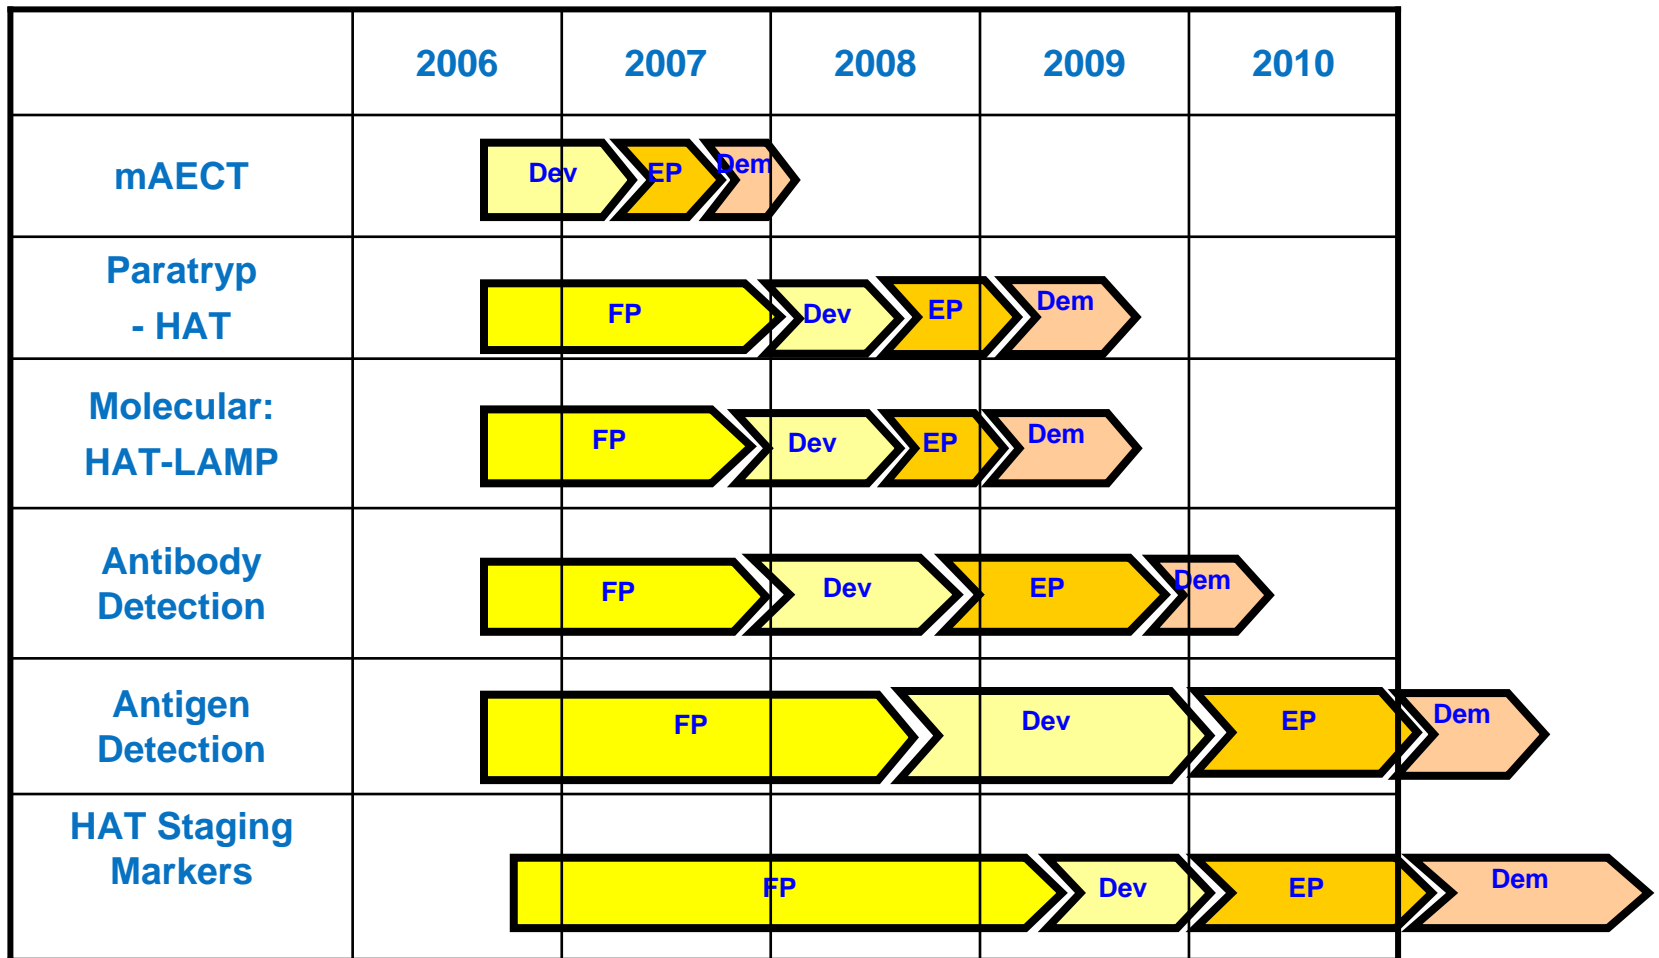 2006 2007 2008 2009 2010
mAECT
Dev EP Dem
Paratryp
- HAT
FP Dev EP Dem
Molecular:
HAT-LAMP
FP Dev EP Dem
Antibody
Detection
FP Dev EP Dem
Antigen
Detection
FP Dev EP Dem
HAT Staging
Markers
FP Dev EP Dem